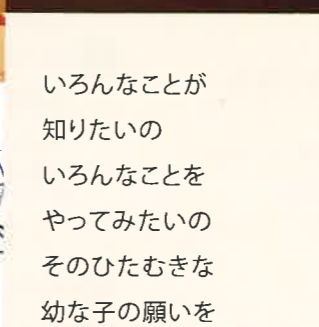 いろんなことが
知りたいの
いろんなことを
やってみたいの
そのひたむきな
幼な子の願いを